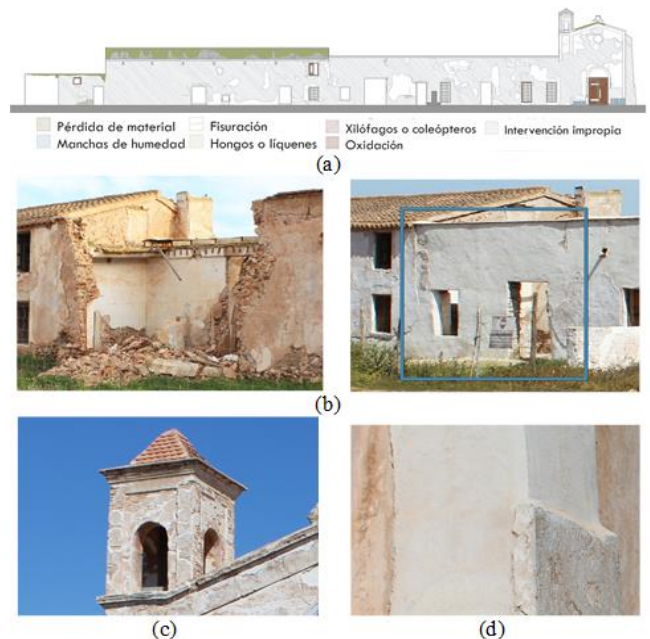 Pérdida de material Fisuración Xilófagos o coleópteros Intervención impropia
Manchas de humedad Hongos o líquenes Oxidación
(a)
(b)
(c) (d)